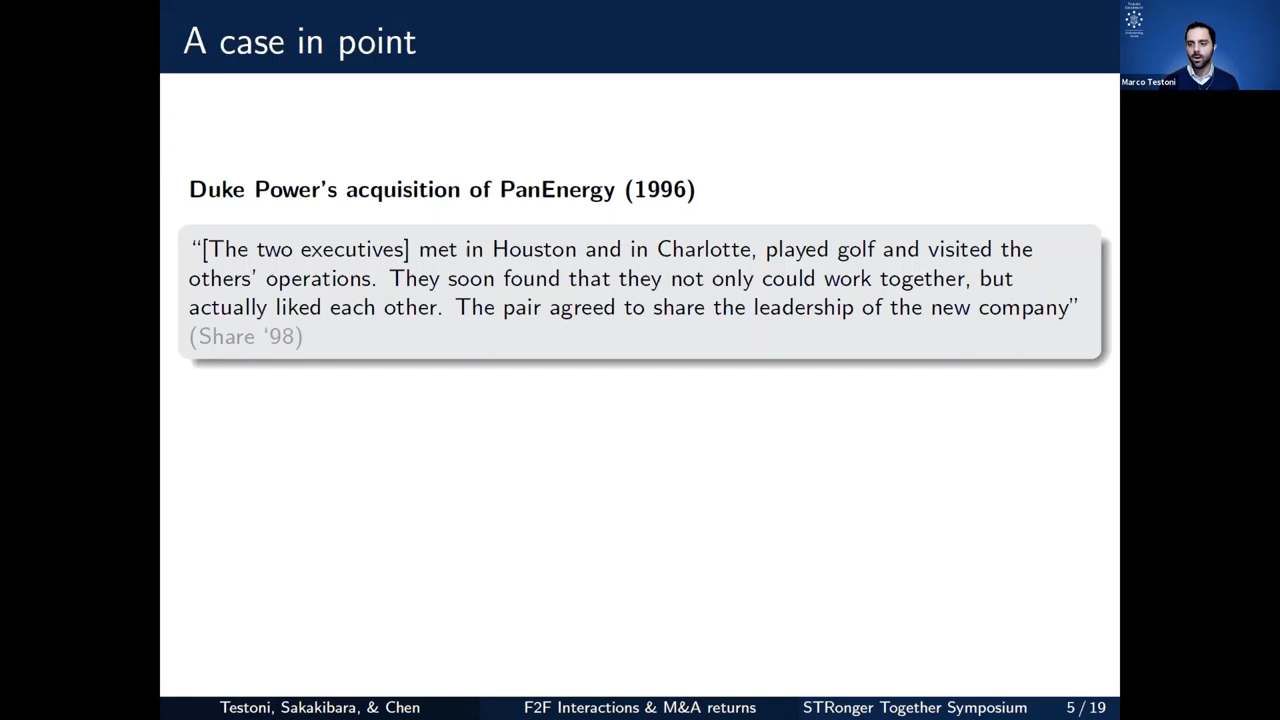 A case in point
Marco Testoni
Duke Power's acquisition of PanEnergy (1996)
“[The two executives] met in Houston and in Charlotte, played golf and visited the
others' operations. They soon found that they not only could work together, but
actually liked each other. The pair agreed to share the leadership of the new company”
(Share ‘98)
Testoni, Sakakibara, & Chen
F2F Interactions & M&A returns
STRonger Together Symposium
5 / 19